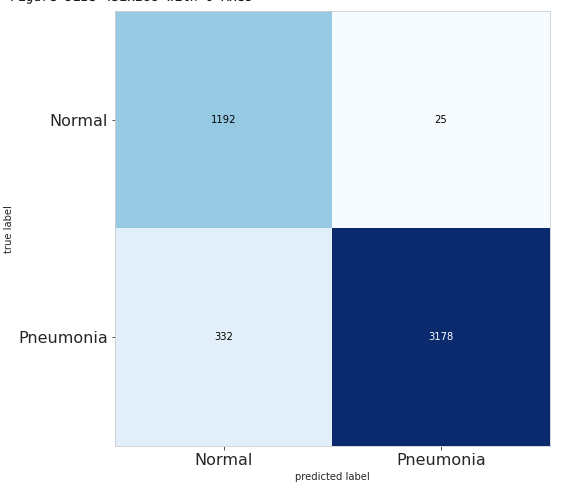 Normal
1192
25
true label
Pneumonia
332
3178
Normal
Pneumonia
predicted label